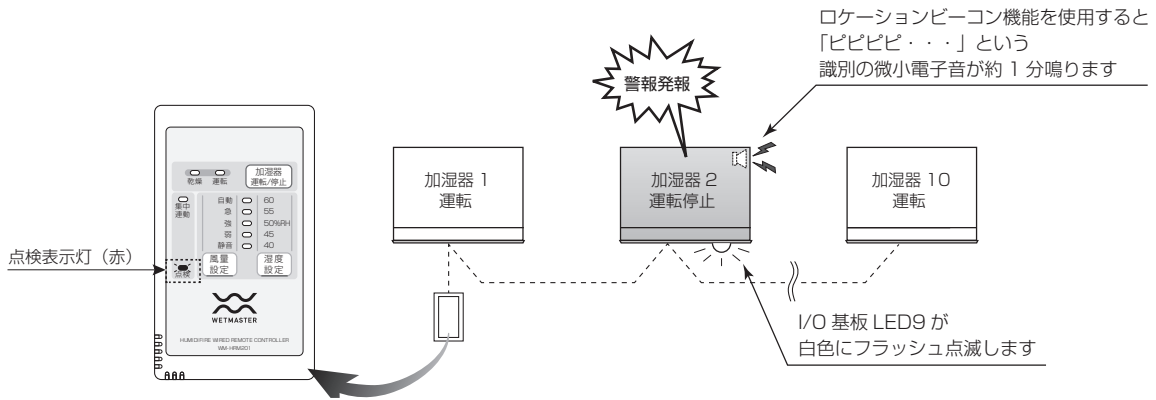 ロケーションビーコン機能を使用すると
「ピピピピ・・・」という
識別の微小電子音が約 1 分鳴ります
警報発報
加湿器 1
運転
加湿器 2
運転停止
加湿器 10
運転
乾燥 運転
加湿器
運転/停止
集中
連動
自動 60
急 55
強 50%RH
弱 45
静音 40
点検表示灯（赤）
点検
風量
設定
湿度
設定
WETMASTER
HUMIDIFIRE WIRED REMOTE CONTROLLER
WM-HRM201
I/O 基板 LED9 が
白色にフラッシュ点滅します